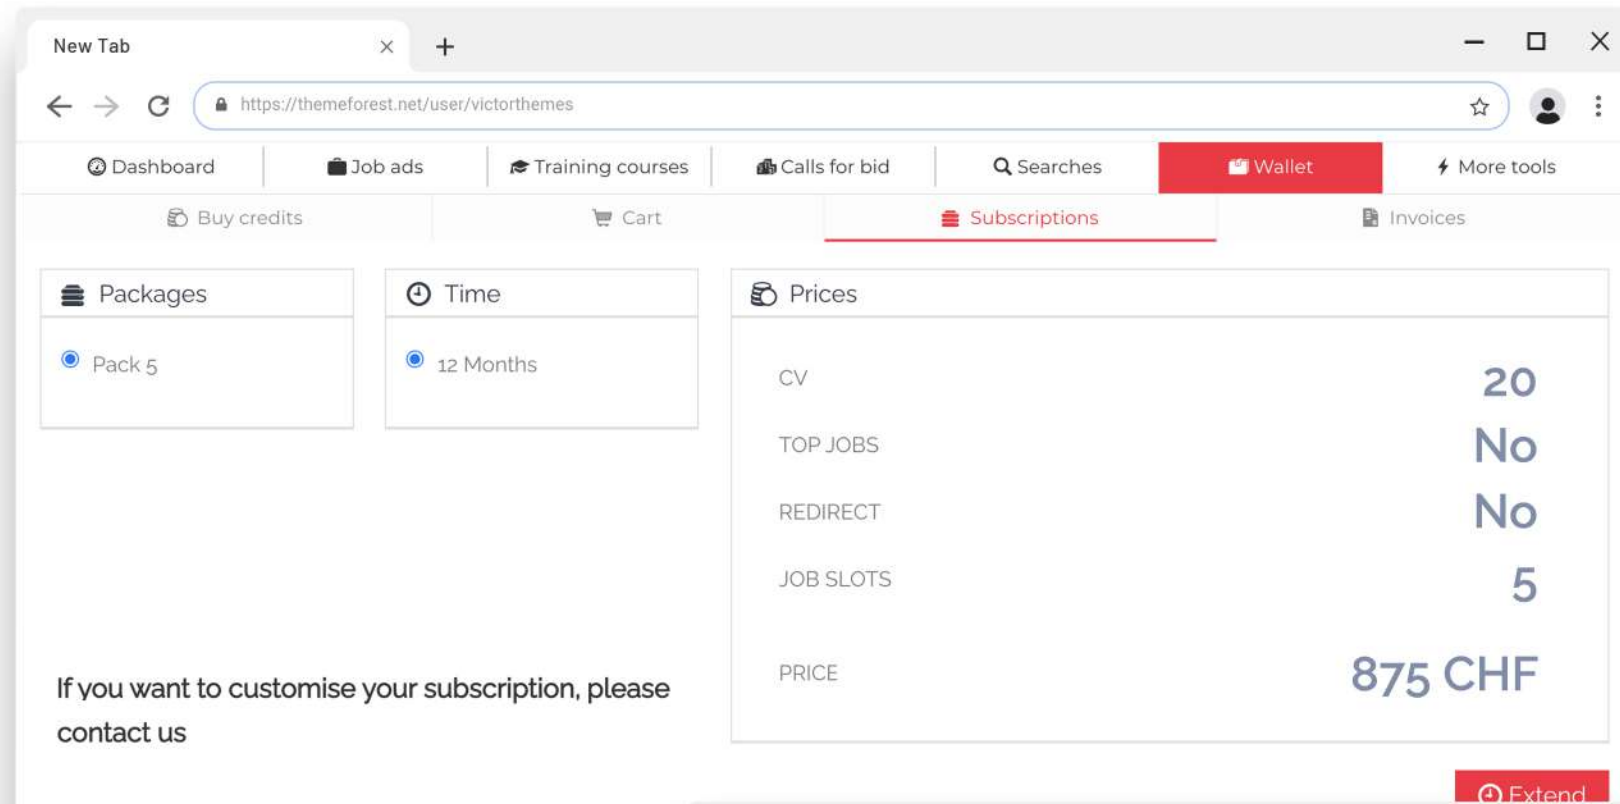 New Tab
https://themeforest.net/user/victorthemes
Dashboard
Job ads
Training courses
Calls for bid
Searches
Wallet
More tools
Buy credits
Cart
Subscriptions
Invoices
Packages
Time
Prices
Pack 5
12 Months
CV
20
TOP JOBS
No
REDIRECT
No
JOB SLOTS
5
PRICE
875 CHF
If you want to customise your subscription, please
contact us
Extend